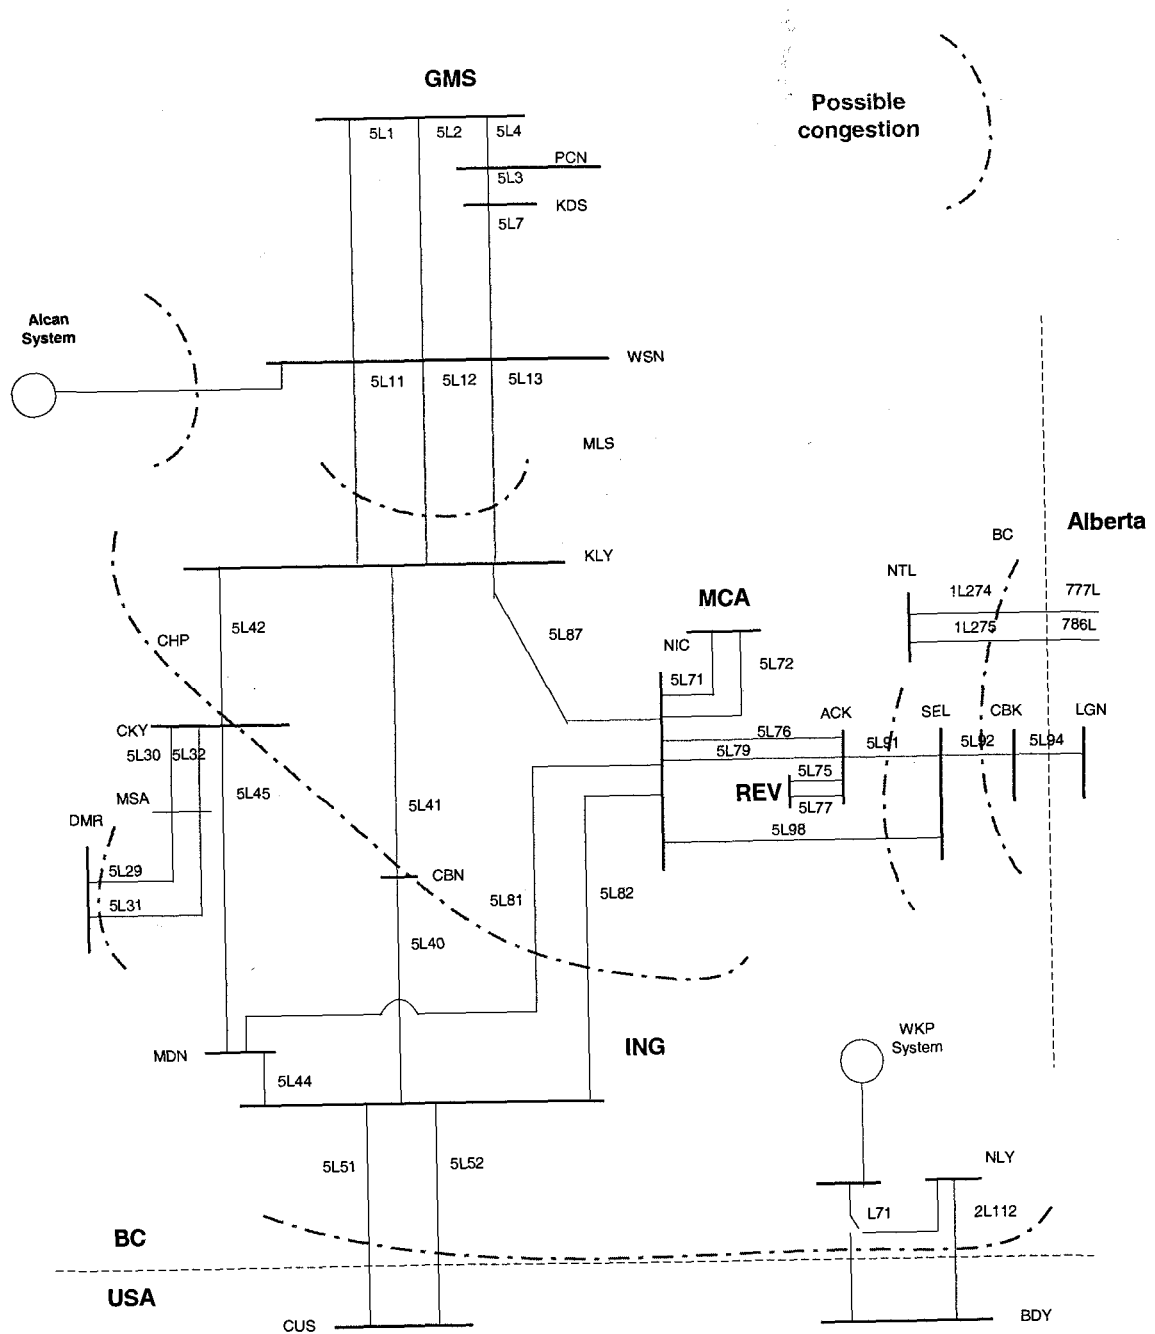 GMS
Possible
congestion
5L1
5L2
5L4
PCN
5L3
KDS
5L7
Alcan
System
WSN
5L11
5L12
5L13
MLS
KLY
Alberta
BC
NTL
1L274
777L
1L275
786L
MCA
5L42
CHP
5L87
NIC
5L72
5L71
ACK
SEL
CBK
LGN
CKY
5L76
5L30
5L32
5L79
5L91
5L92
5L94
5L75
REV
MSA
5L45
5L41
5L77
DMR
5L98
5L29
CBN
5L81
5L82
5L31
5L40
WKP
System
MDN
ING
5L44
5L51
5L52
NLY
L71
2L112
BC
USA
CUS
BDY